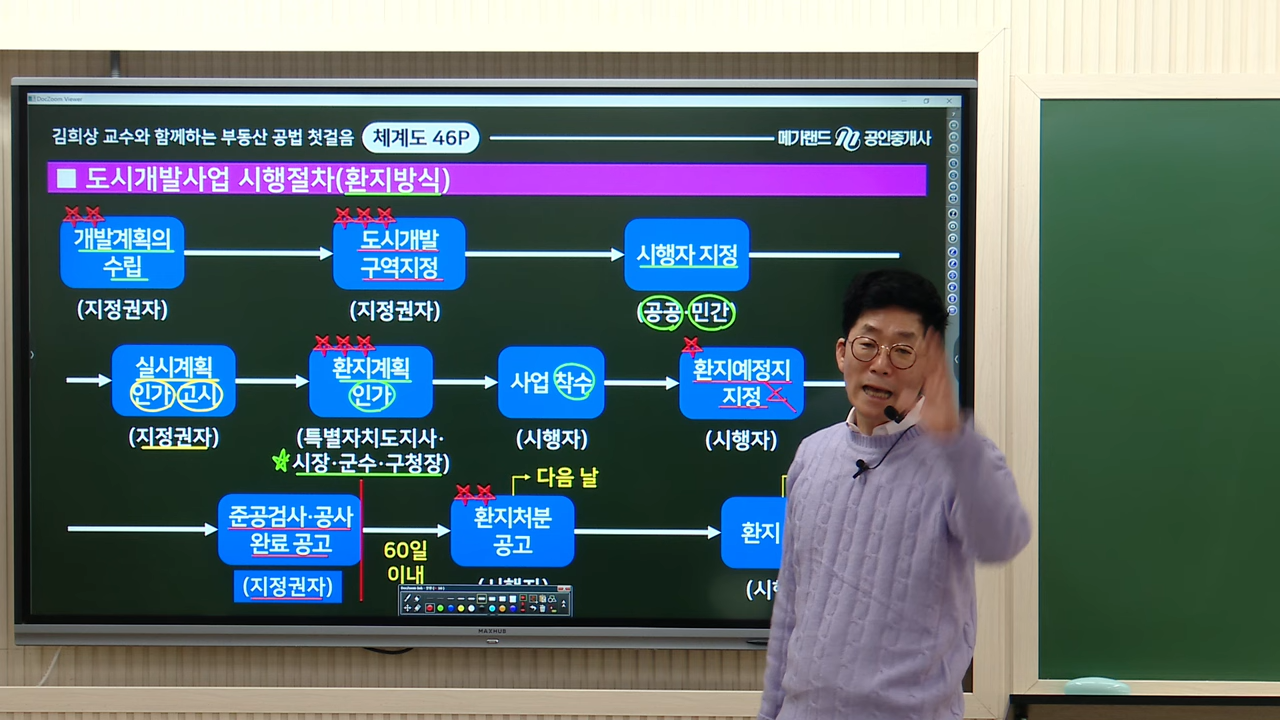 DocZoom Viewer
김희상 교수와 함께하는 부동산 공법 첫걸음 체계도 46P 메가랜드 공인중개사
■ 도시개발사업 시행절차(환지방식)
개발계획의
수립
(지정권자)
도시개발
구역지정
(지정권자)
시행자 지정
(공공·민간)
실시계획
인가 고시
(지정권자)
환지계획
인가
(특별자치도지사·
시장·군수·구청장)
사업 착수
(시행자)
환지예정지
지정
(시행자)
준공검사·공사
완료 공고
(지정권자)
60일
이내
다음 날
환지처분
공고
(시행자)
환지
(시행
MAXHUB